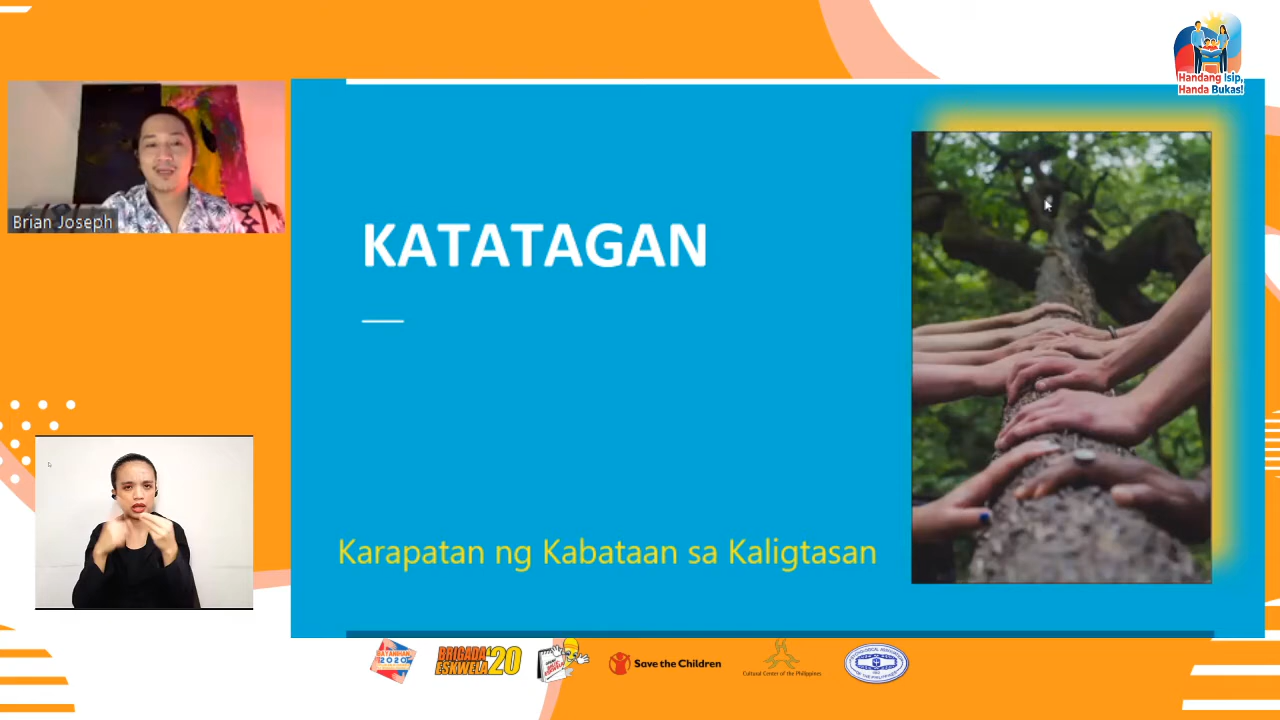 Handang Isip,
Handa Bukas!
Brian Joseph
KATATAGAN
Karapatan ng Kabataan sa Kaligtasan
2020
BRIGADA '20
ESKWELA
Save the Children
Cultural Center of the Philippines